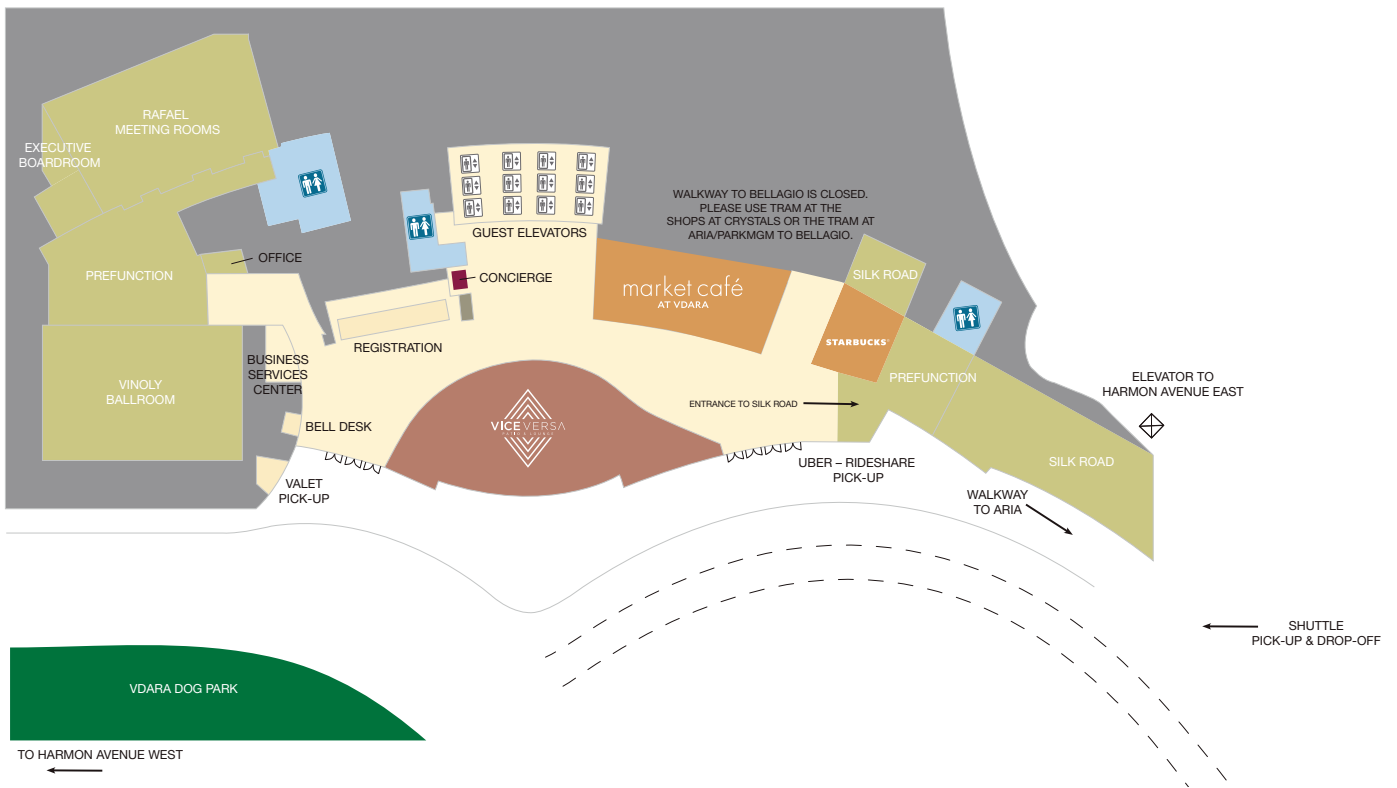 RAFAEL
MEETING ROOMS
EXECUTIVE
BOARDROOM
PREFUNCTION
OFFICE
VINOLY
BALLROOM
BUSINESS
SERVICES
CENTER
BELL DESK
VALET
PICK-UP
REGISTRATION
CONCIERGE
GUEST ELEVATORS
WALKWAY TO BELLAGIO IS CLOSED.
PLEASE USE TRAM AT THE
SHOPS AT CRYSTALS OR THE TRAM AT
ARIA/PARKMGM TO BELLAGIO.
market café
AT VDARA
SILK ROAD
STARBUCKS®
PREFUNCTION
ENTRANCE TO SILK ROAD
VICEVERSA
PATIO & LOUNGE
UBER – RIDESHARE
PICK-UP
ELEVATOR TO
HARMON AVENUE EAST
SILK ROAD
WALKWAY
TO ARIA
SHUTTLE
PICK-UP & DROP-OFF
VDARA DOG PARK
TO HARMON AVENUE WEST